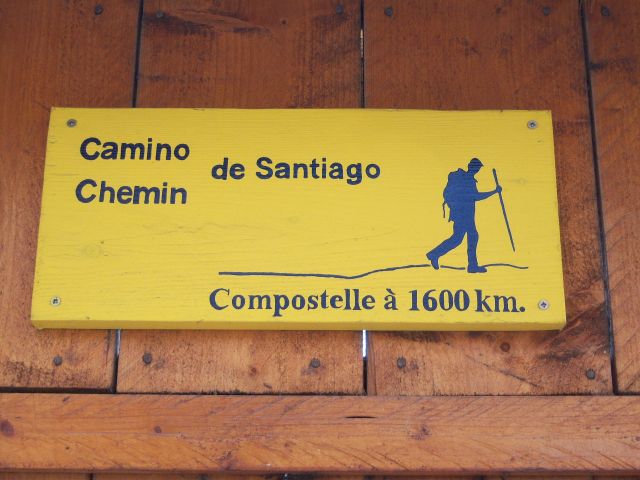 Camino
Chemin
de Santiago
Compostelle à 1600 km.